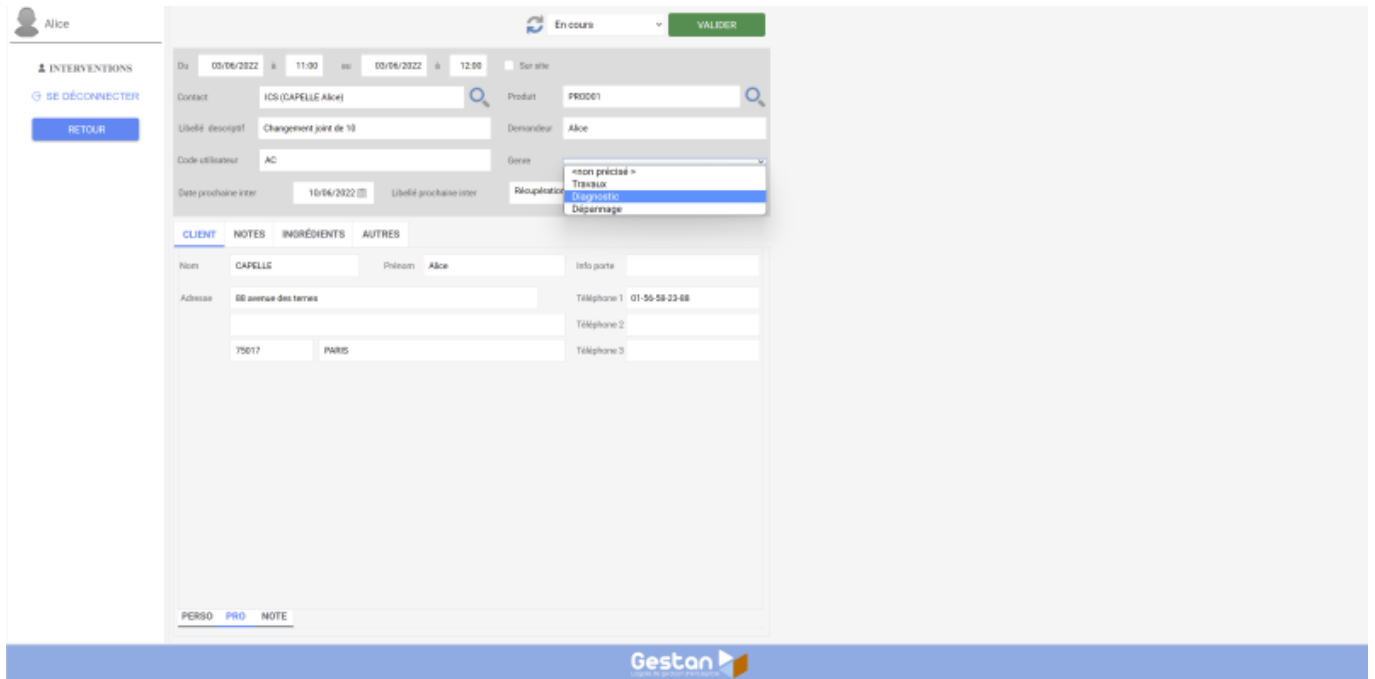 Alice
En cours
VALIDER
INTERVENTIONS
SE DÉCONNECTER
RETOUR
Du 03/06/2022 à 11:00 au 03/06/2022 à 12:00 Sur site
Contact ICS (CAPELLE Alice) Produit PROD01
Libellé descriptif Changement joint de 10 Demandeur Alice
Code utilisateur AC Genre
<non précisé >
Travaux
Diagnostic
Dépannage
Date prochaine inter 10/06/2022 Libellé prochaine inter Récupération
CLIENT NOTES INGRÉDIENTS AUTRES
Nom CAPELLE Prénom Alice Info porte
Adresse 88 avenue des ternes Téléphone 1 01-56-58-23-88
Téléphone 2
75017 PARIS Téléphone 3
PERSO PRO NOTE
Gestan